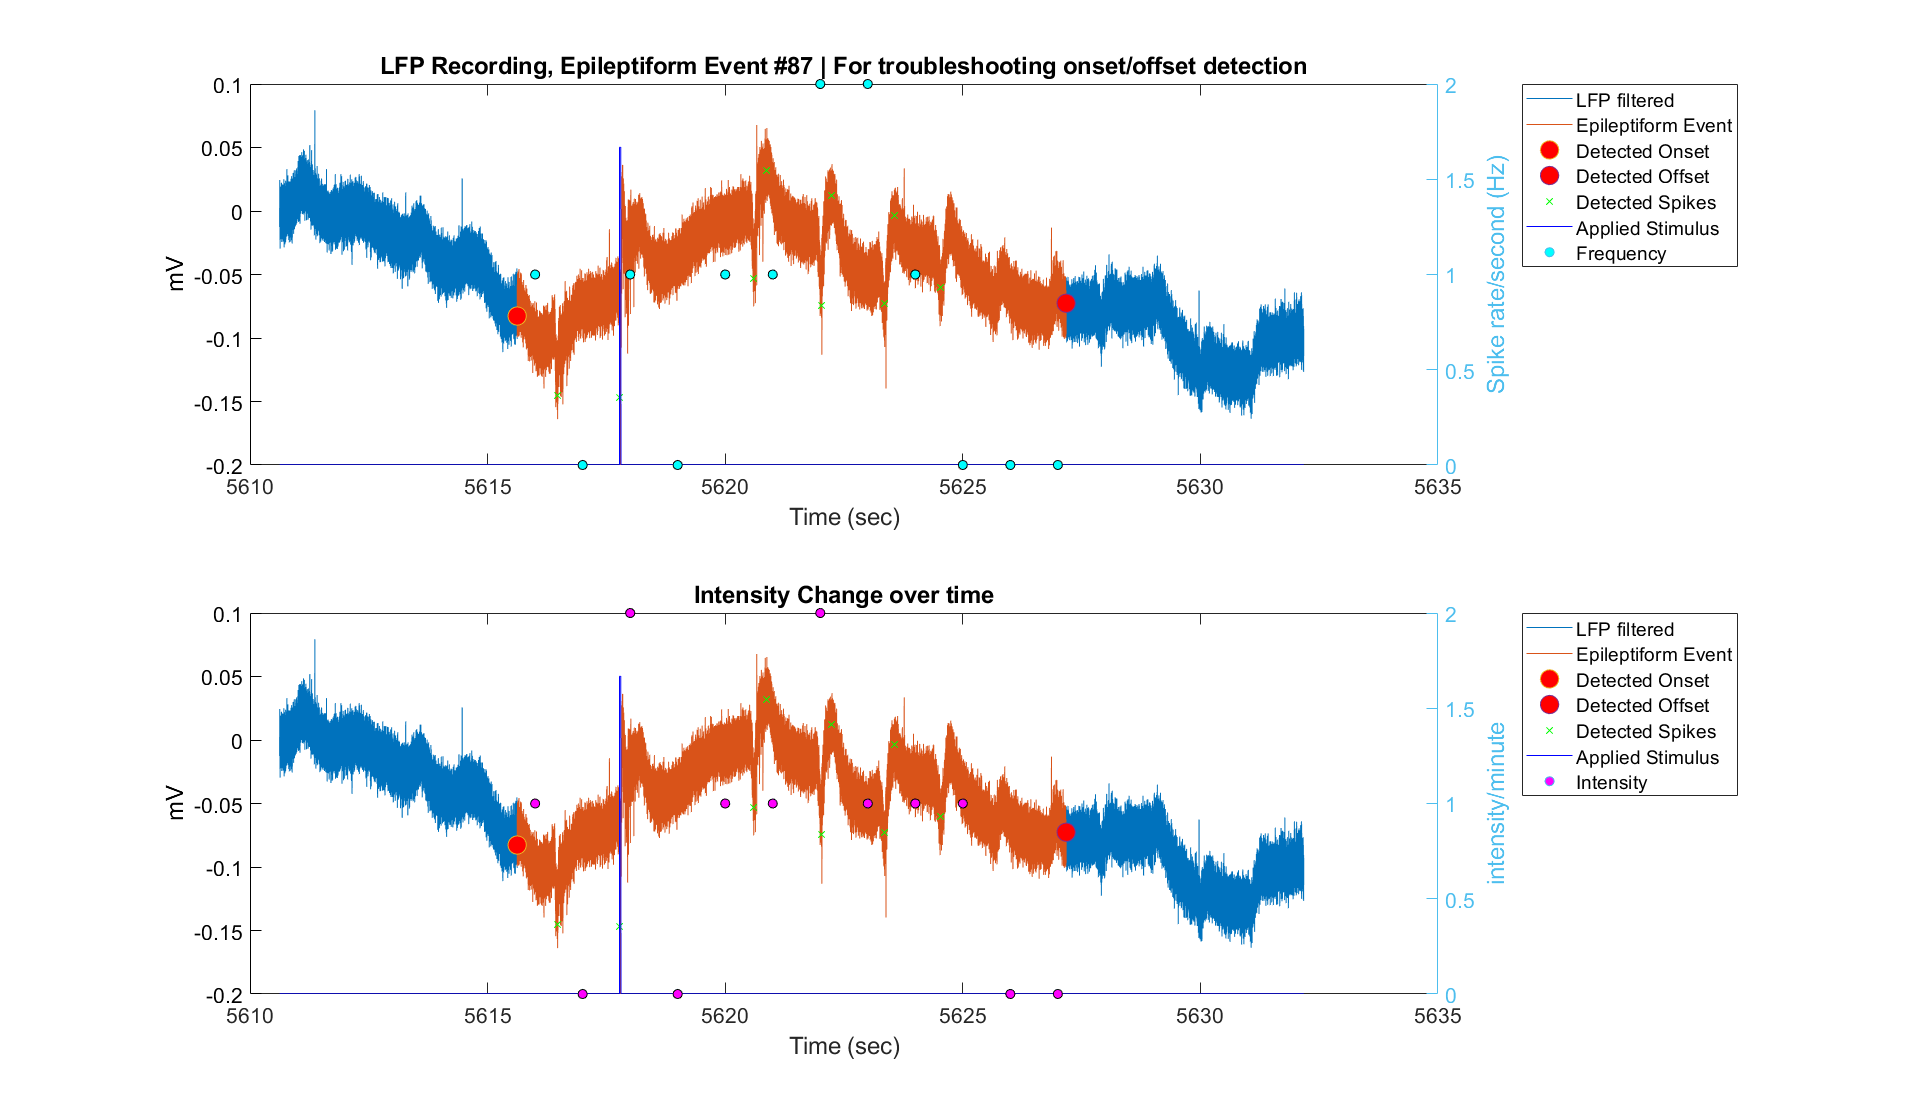 LFP Recording, Epileptiform Event #87 | For troubleshooting onset/offset detection
0.1
0.05
0
-0.05
-0.1
-0.15
-0.2
mV
2
1.5
1
0.5
0
Spike rate/second (Hz)
5610
5615
5620
5625
5630
5635
Time (sec)
LFP filtered
Epileptiform Event
Detected Onset
Detected Offset
Detected Spikes
Applied Stimulus
Frequency
Intensity Change over time
0.1
0.05
0
-0.05
-0.1
-0.15
-0.2
mV
2
1.5
1
0.5
0
intensity/minute
5610
5615
5620
5625
5630
5635
Time (sec)
LFP filtered
Epileptiform Event
Detected Onset
Detected Offset
Detected Spikes
Applied Stimulus
Intensity